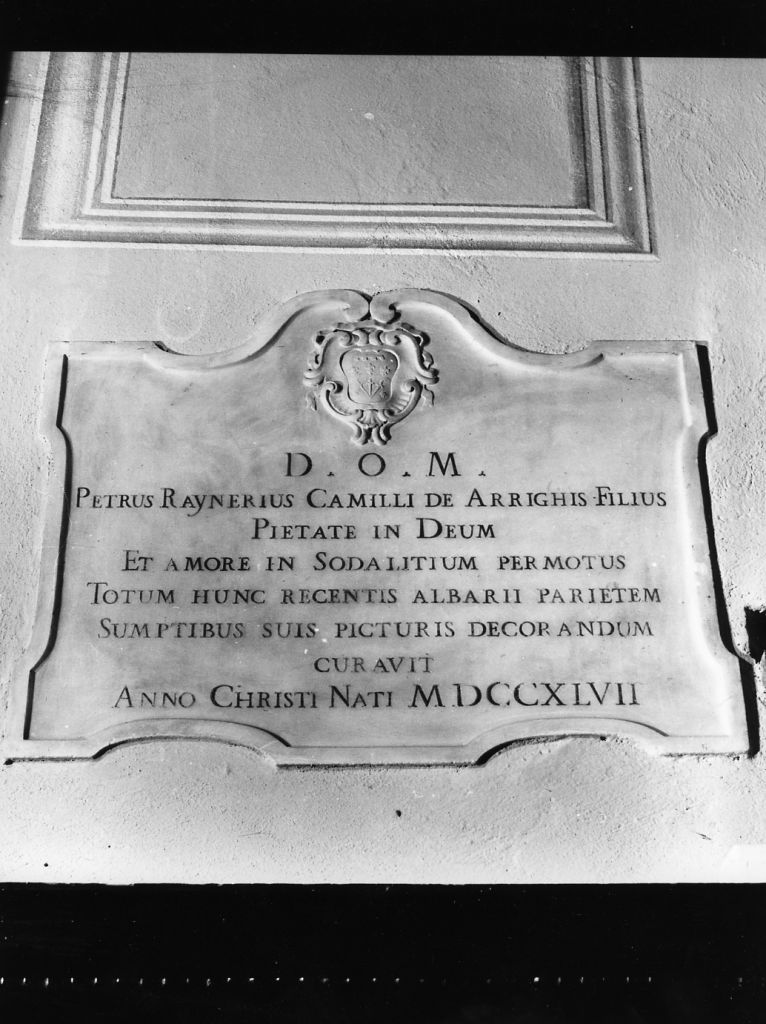 D. O. M.
PETRUS RAYNERIUS CAMILLI DE ARRIGHIS FILIUS
PIETATE IN DEUM
ET AMORE IN SODALITIUM PERMOTUS
TOTUM HUNC RECENTIS ALBARII PARIETEM
SUMPTIBUS SUIS PICTURIS DECORANDUM
CURAVIT
ANNO CHRISTI NATI MDCCXLVII